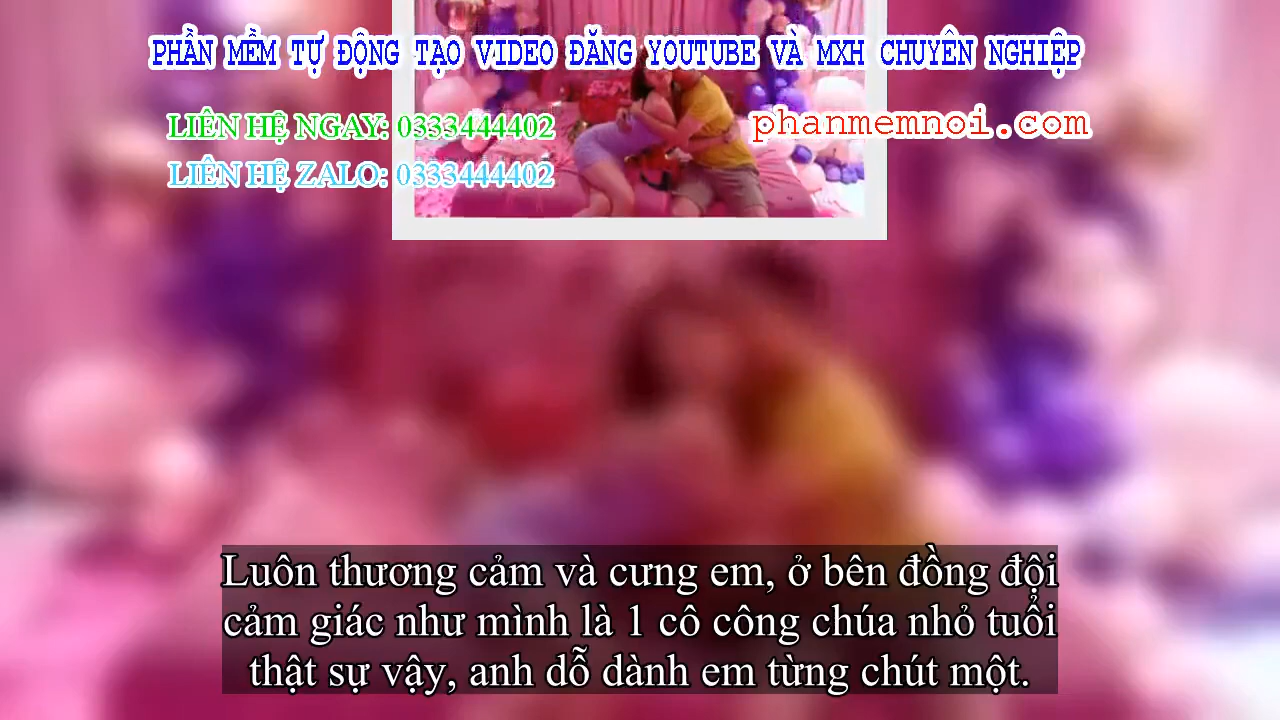 PHẦN MỀM TỰ ĐỘNG TẠO VIDEO ĐĂNG YOUTUBE VÀ MXH CHUYÊN NGHIỆP
LIÊN HỆ NGAY: 0333444402
phanmemnoi.com
LIÊN HỆ ZALO: 0333444402
Luôn thương cảm và cưng em, ở bên đồng đội
cảm giác như mình là 1 cô công chúa nhỏ tuổi
thật sự vậy, anh dỗ dành em từng chút một.